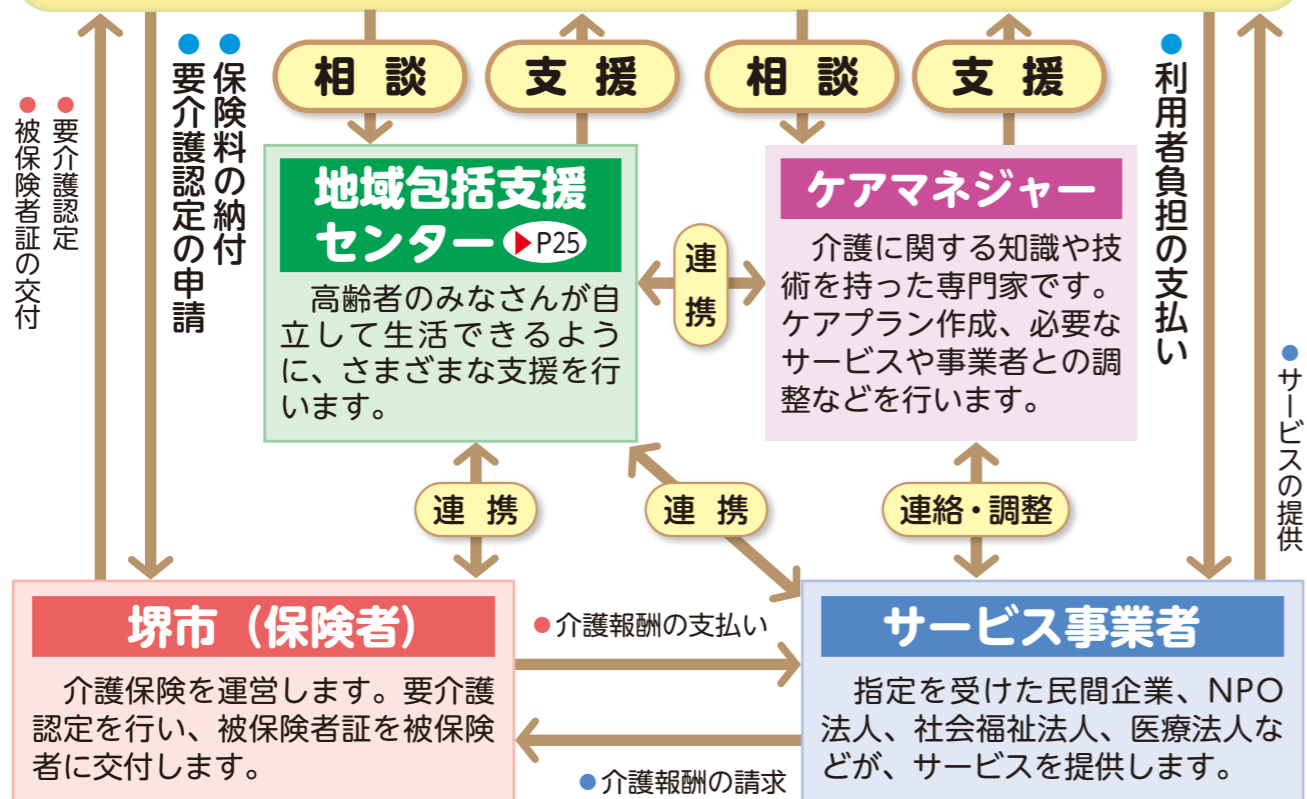 要介護認定
被保険者証の交付
保険料の納付
要介護認定の申請
相談
支援
相談
支援
利用者負担の支払い
サービスの提供
地域包括支援
センター ▶P25
高齢者のみなさんが自
立して生活できるよう
に、さまざまな支援を行
います。
連携
ケアマネジャー
介護に関する知識や技
術を持った専門家です。
ケアプラン作成、必要な
サービスや事業者との調
整などを行います。
連携
連携
連絡・調整
堺市（保険者）
介護保険を運営します。要介護
認定を行い、被保険者証を被保険
者に交付します。
●介護報酬の支払い
●介護報酬の請求
サービス事業者
指定を受けた民間企業、NPO
法人、社会福祉法人、医療法人な
どが、サービスを提供します。